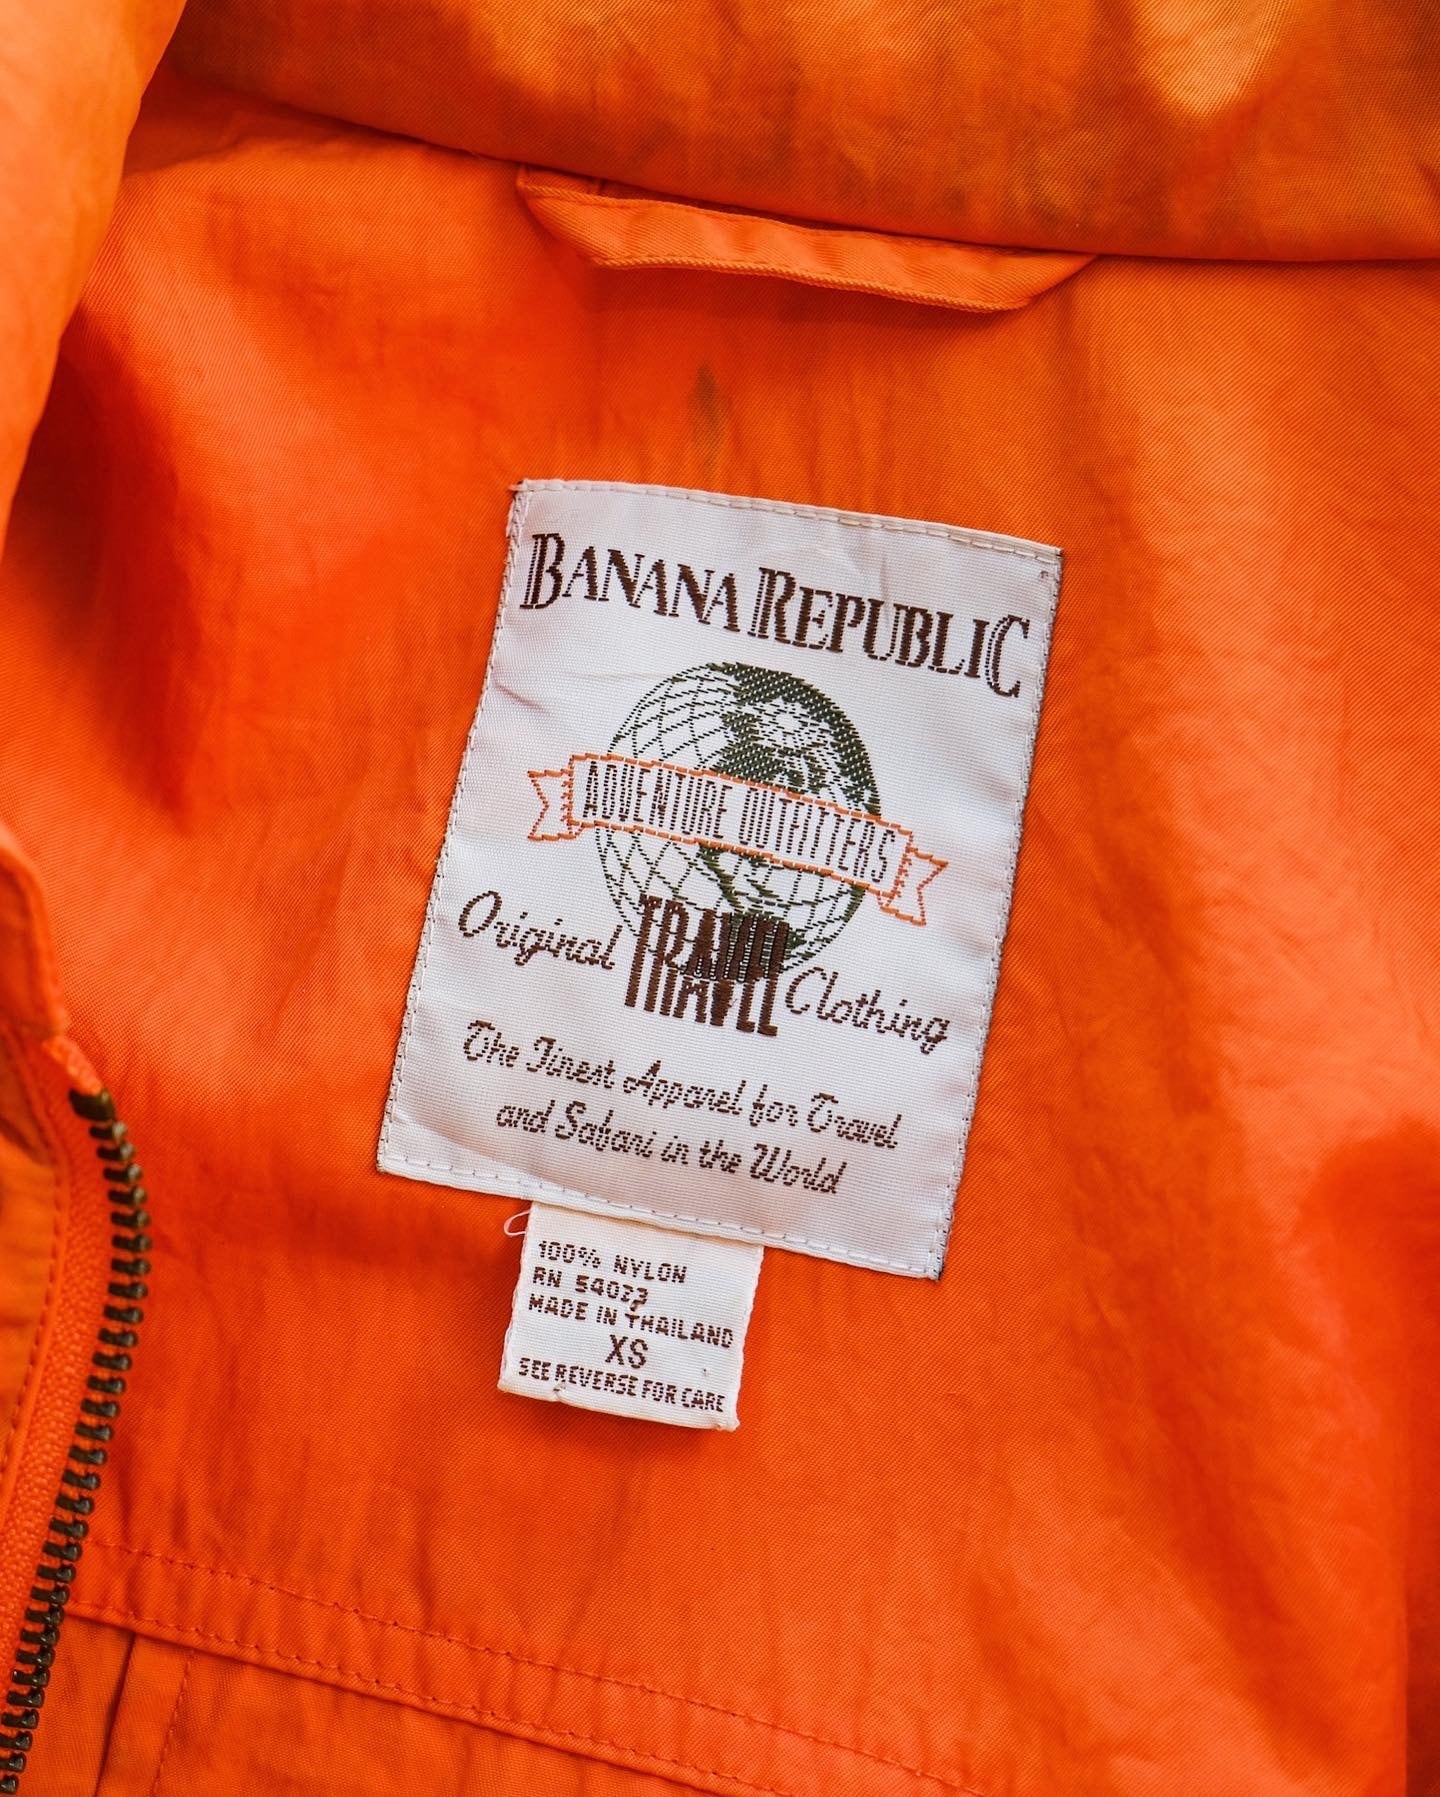 BANANA REPUBLIC
ADVENTURE OUTFITTERS
Original TRAVEL Clothing
The Finest Apparel for Travel
and Safari in the World
100% NYLON
RN 54023
MADE IN THAILAND
XS
SEE REVERSE FOR CARE